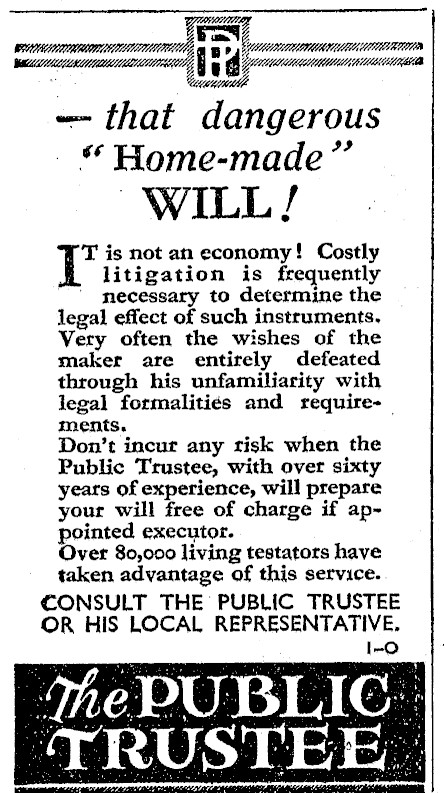 PT
— that dangerous
“Home-made”
WILL!
IT is not an economy! Costly
litigation is frequently
necessary to determine the
legal effect of such instruments.
Very often the wishes of the
maker are entirely defeated
through his unfamiliarity with
legal formalities and require-
ments.
Don't incur any risk when the
Public Trustee, with over sixty
years of experience, will prepare
your will free of charge if ap-
pointed executor.
Over 80,000 living testators have
taken advantage of this service.
CONSULT THE PUBLIC TRUSTEE
OR HIS LOCAL REPRESENTATIVE.
1-O
The PUBLIC
TRUSTEE